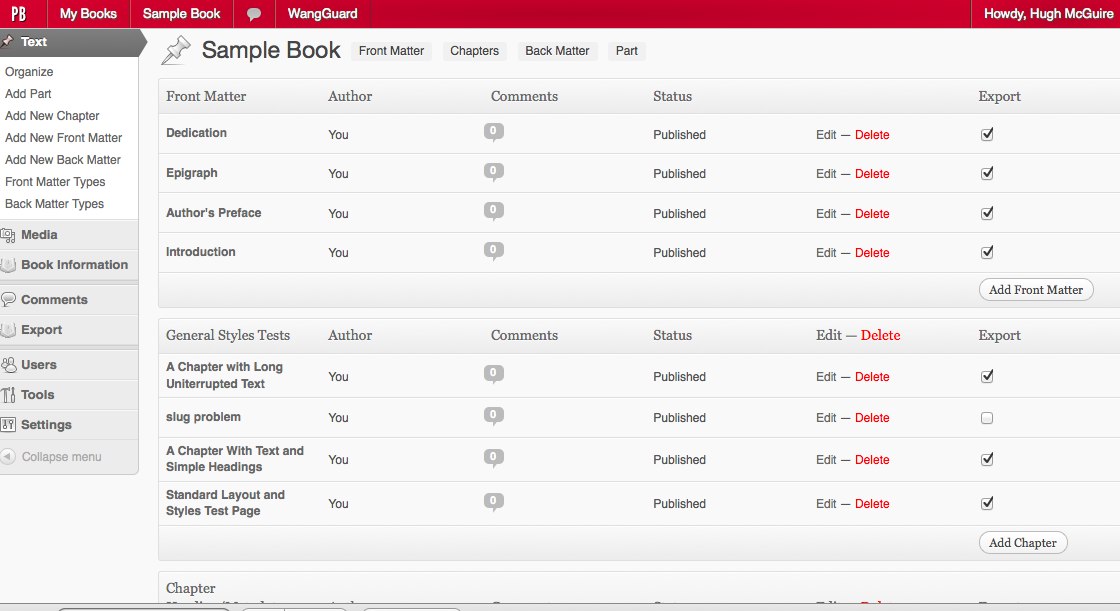 PB My Books Sample Book WangGuard Howdy, Hugh McGuire
Text
Organize
Add Part
Add New Chapter
Add New Front Matter
Add New Back Matter
Front Matter Types
Back Matter Types
Media
Book Information
Comments
Export
Users
Tools
Settings
Collapse menu
Sample Book Front Matter Chapters Back Matter Part
Front Matter Author Comments Status Export
Dedication You 0 Published Edit — Delete
Epigraph You 0 Published Edit — Delete
Author's Preface You 0 Published Edit — Delete
Introduction You 0 Published Edit — Delete
Add Front Matter
General Styles Tests Author Comments Status Edit — Delete Export
A Chapter with Long
Uniterrupted Text You 0 Published Edit — Delete
slug problem You 0 Published Edit — Delete
A Chapter With Text and
Simple Headings You 0 Published Edit — Delete
Standard Layout and
Styles Test Page You 0 Published Edit — Delete
Add Chapter
Chapter